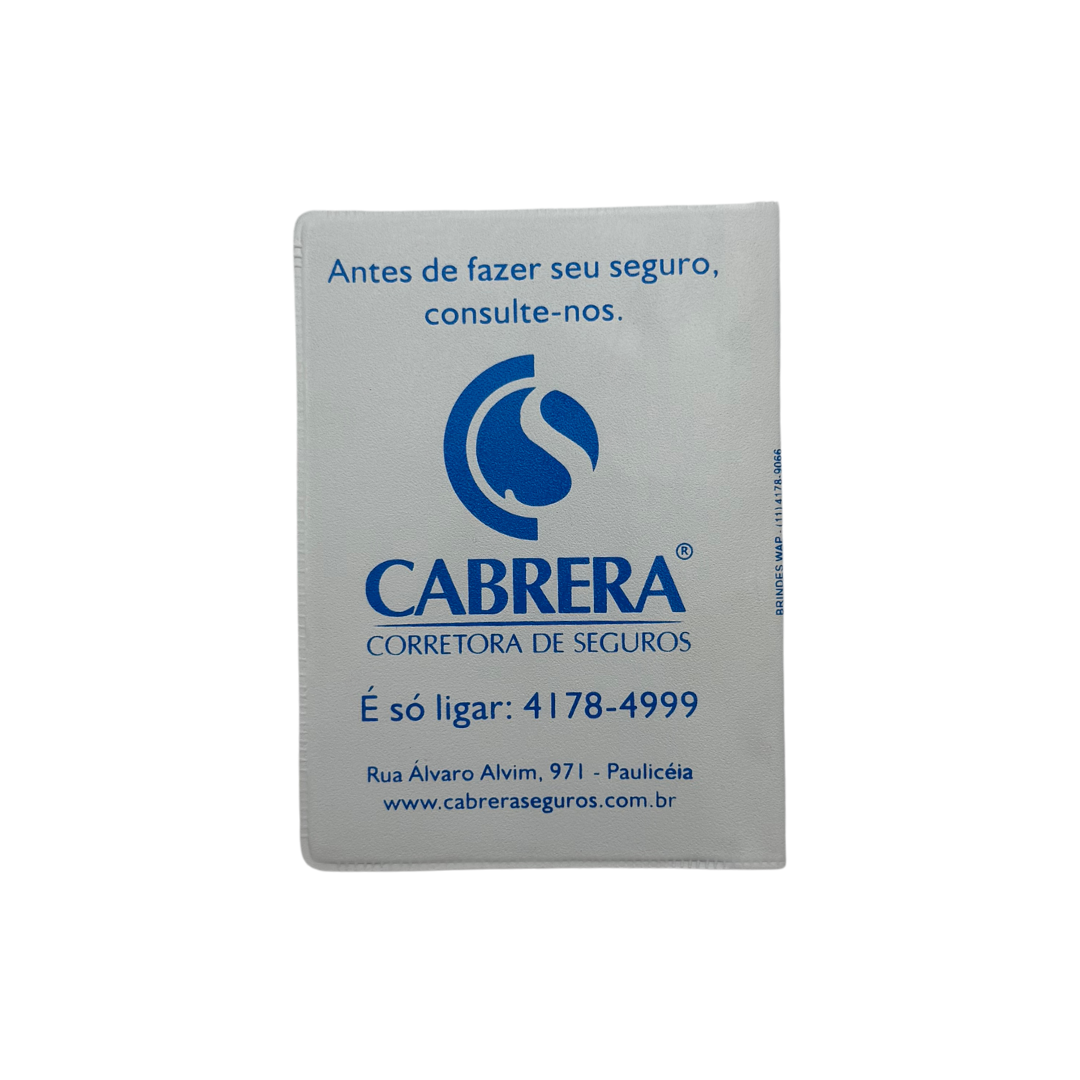 Antes de fazer seu seguro,
consulte-nos.
CABRERA®
CORRETORA DE SEGUROS
É só ligar: 4178-4999
Rua Álvaro Alvim, 971 - Paulicéia
www.cabreraseguros.com.br
BRINDES WAP - (11) 4178-9066